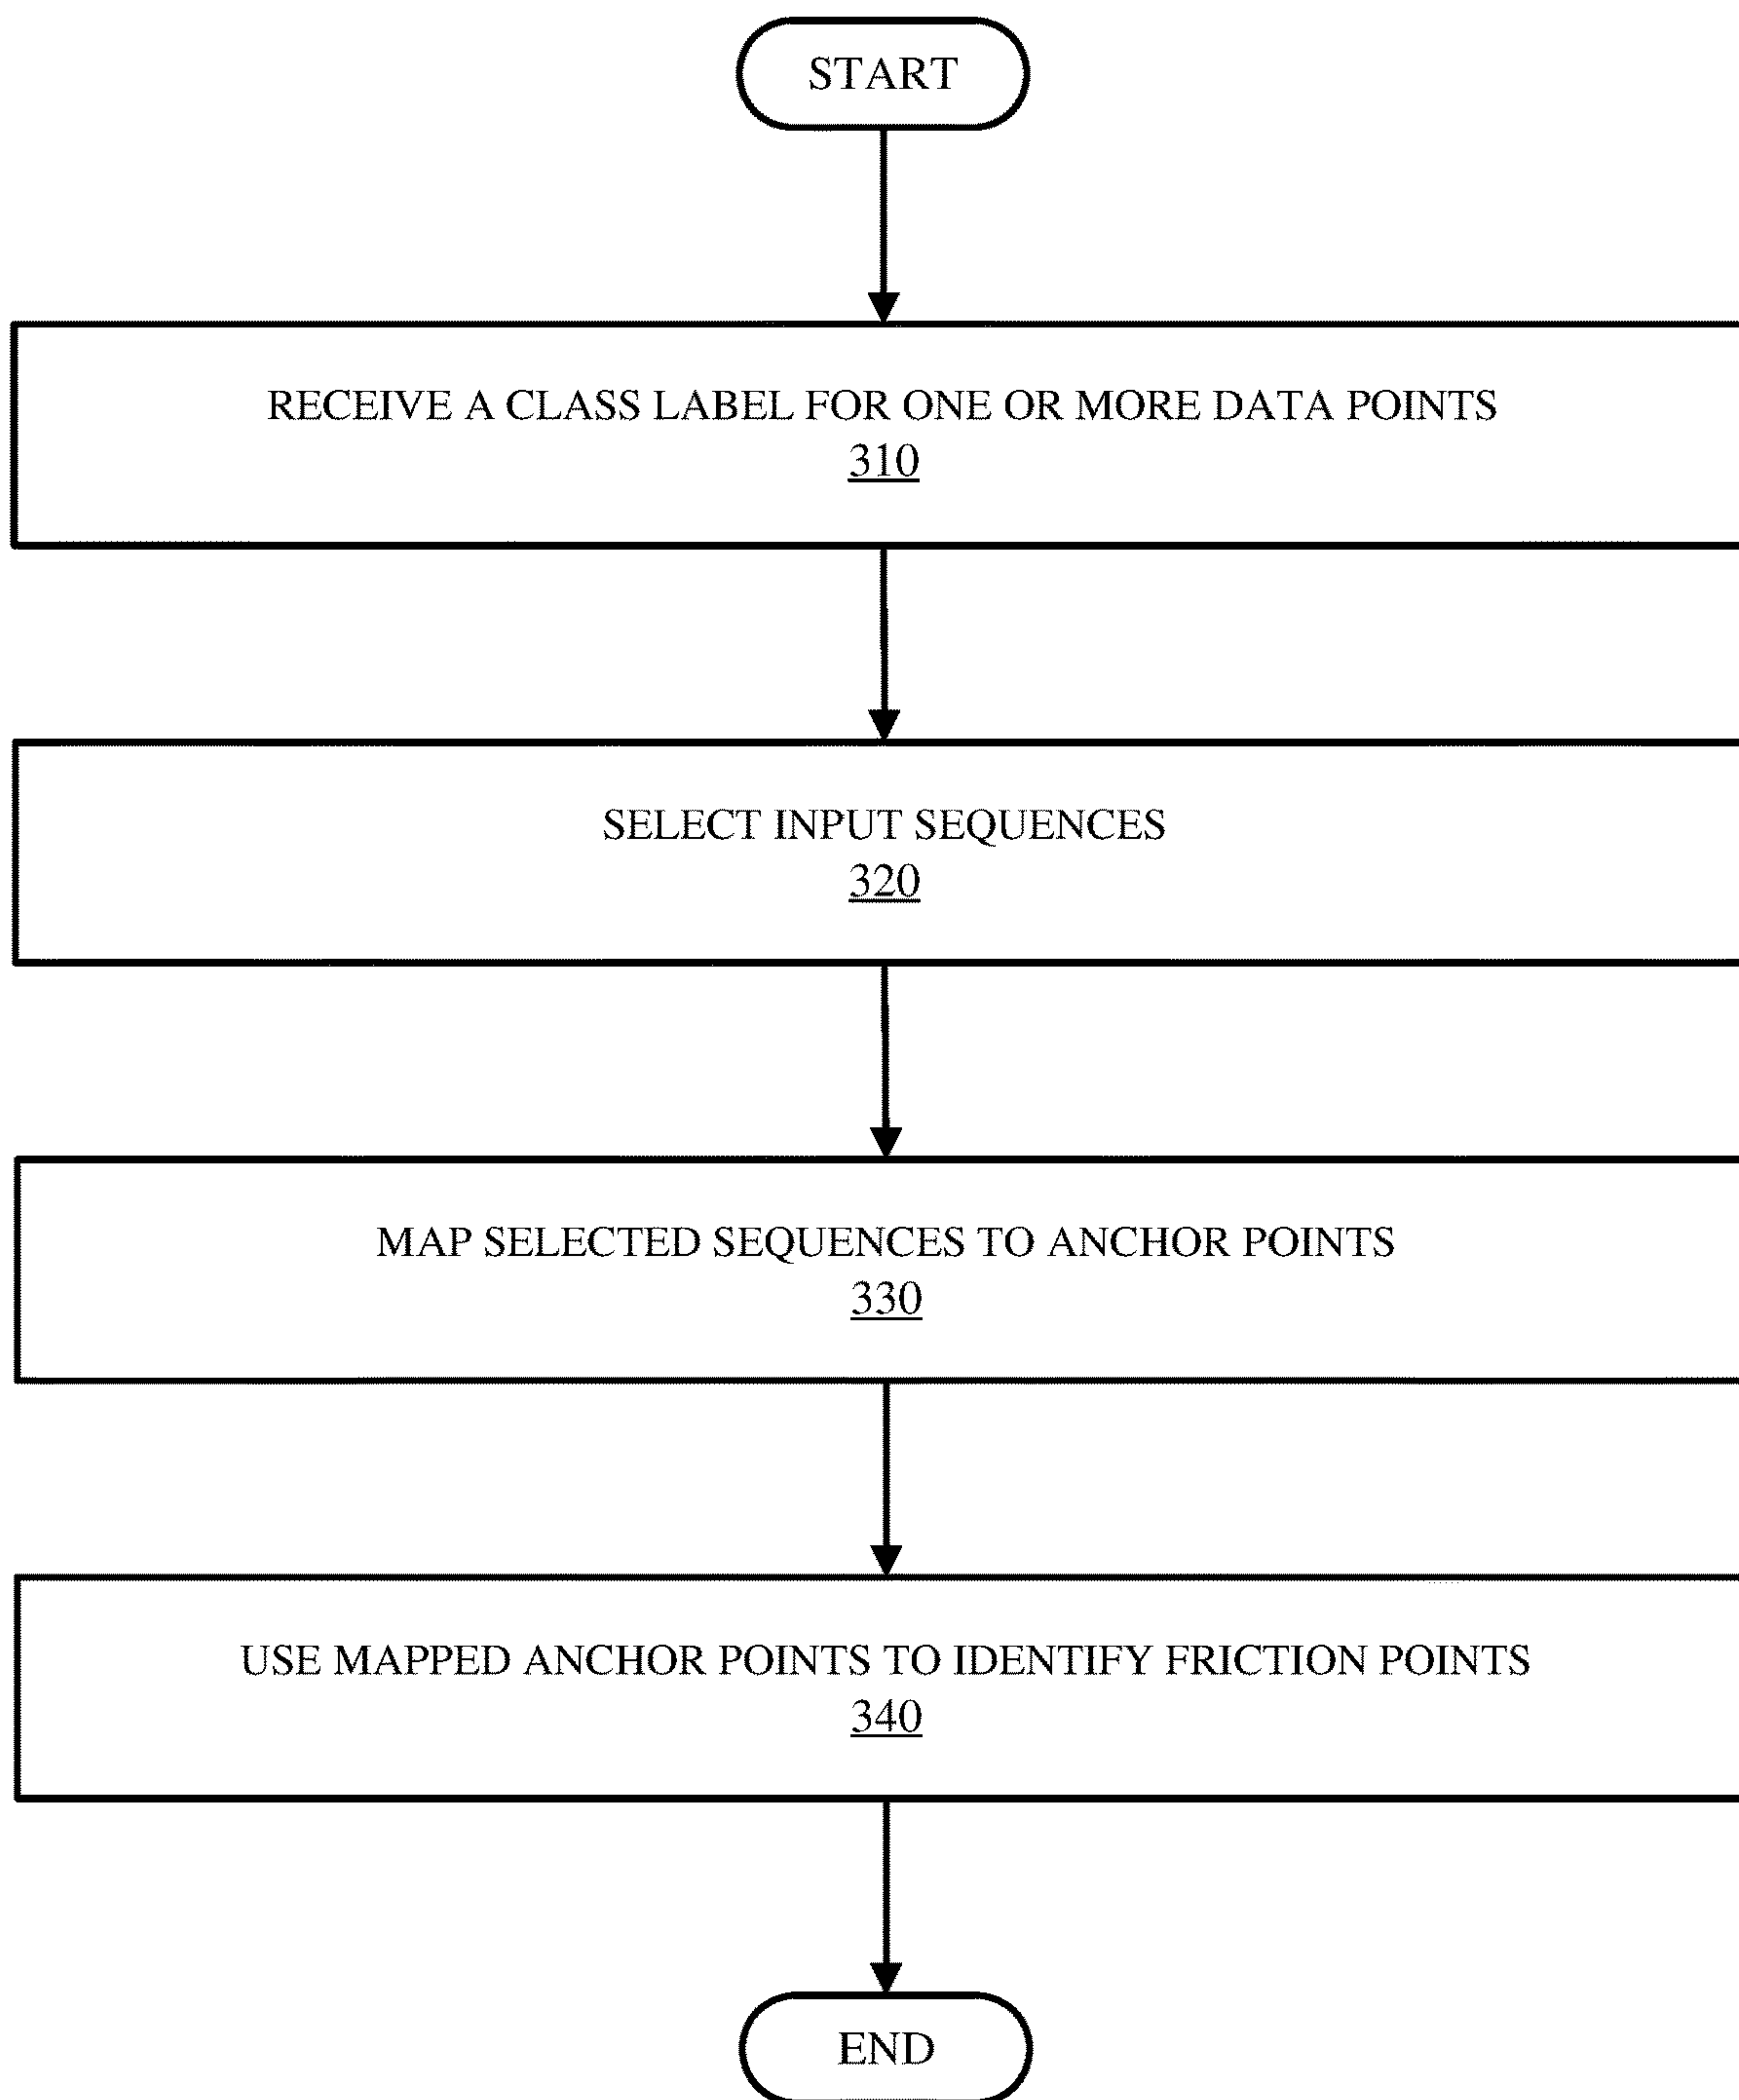 START
RECEIVE A CLASS LABEL FOR ONE OR MORE DATA POINTS
310
SELECT INPUT SEQUENCES
320
MAP SELECTED SEQUENCES TO ANCHOR POINTS
330
USE MAPPED ANCHOR POINTS TO IDENTIFY FRICTION POINTS
340
END